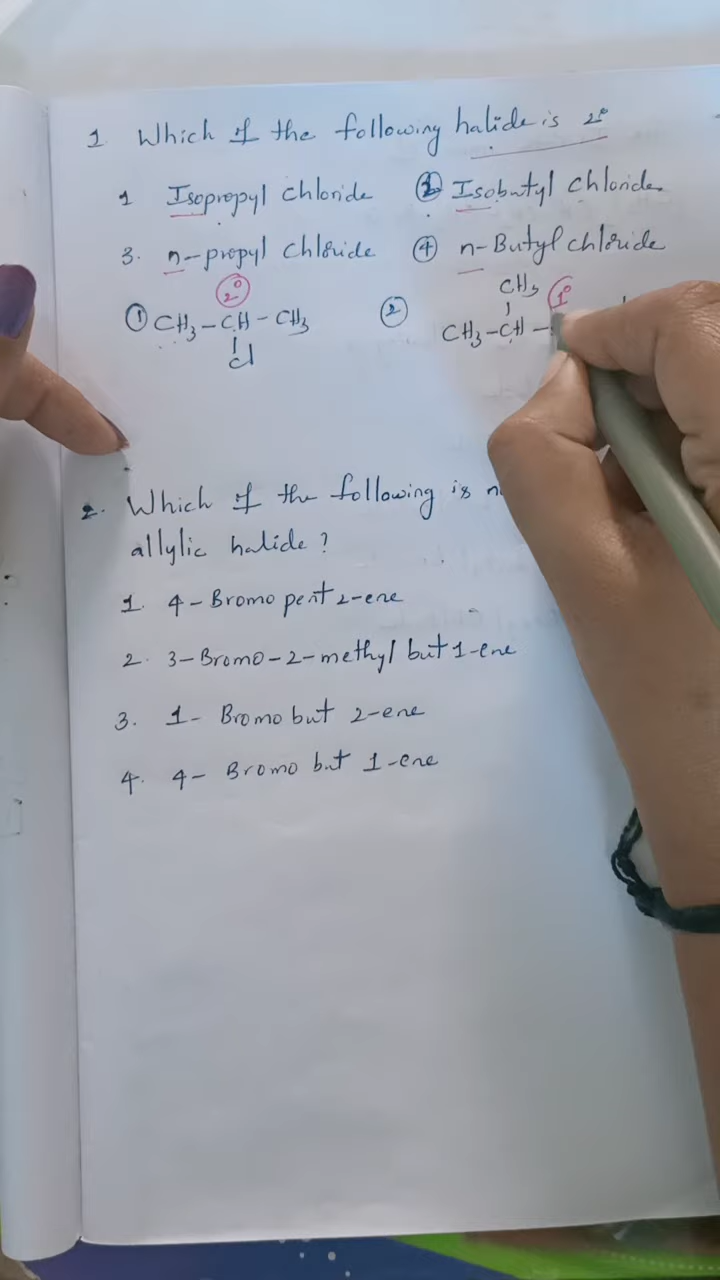 1 Which of the following halide is 2°
1 Isopropyl chloride ② Isobutyl chloride
3. n-propyl chloride ④ n-Butyl chloride
2° CH3 1°
① CH3-CH-CH3 ② CH3-CH-
Cl
2. Which of the following is
allylic halide?
1. 4-Bromo pent 2-ene
2. 3-Bromo-2-methyl but 1-ene
3. 1- Bromo but 2-ene
4. 4- Bromo but 1-ene